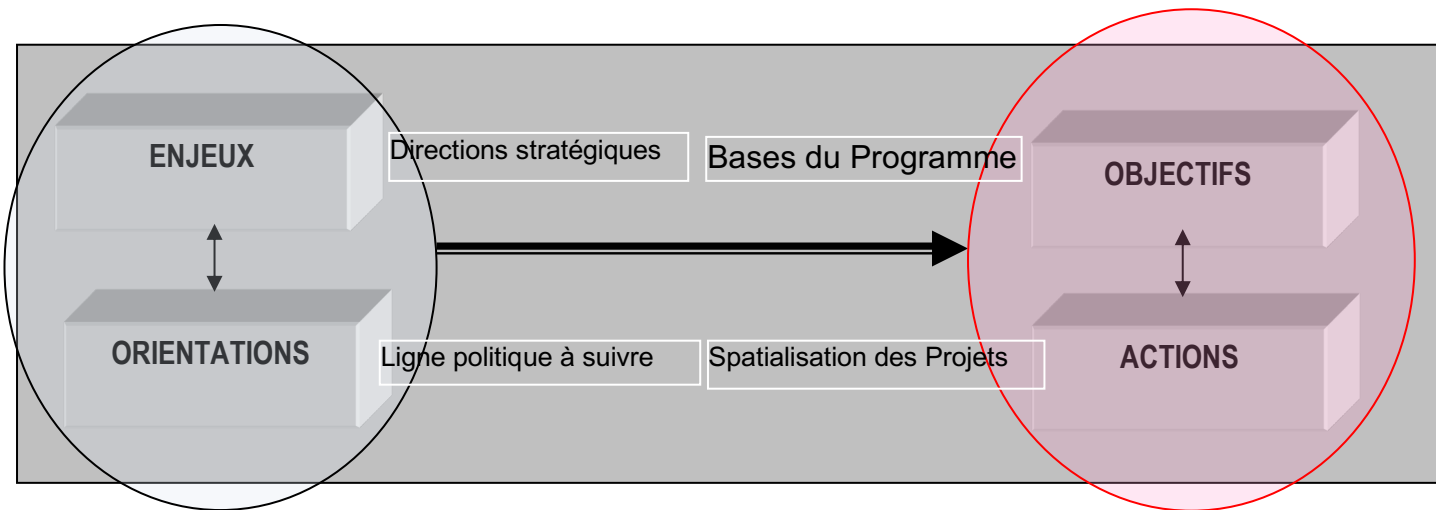 ENJEUX
Directions stratégiques
Bases du Programme
OBJECTIFS
ORIENTATIONS
Ligne politique à suivre
Spatialisation des Projets
ACTIONS